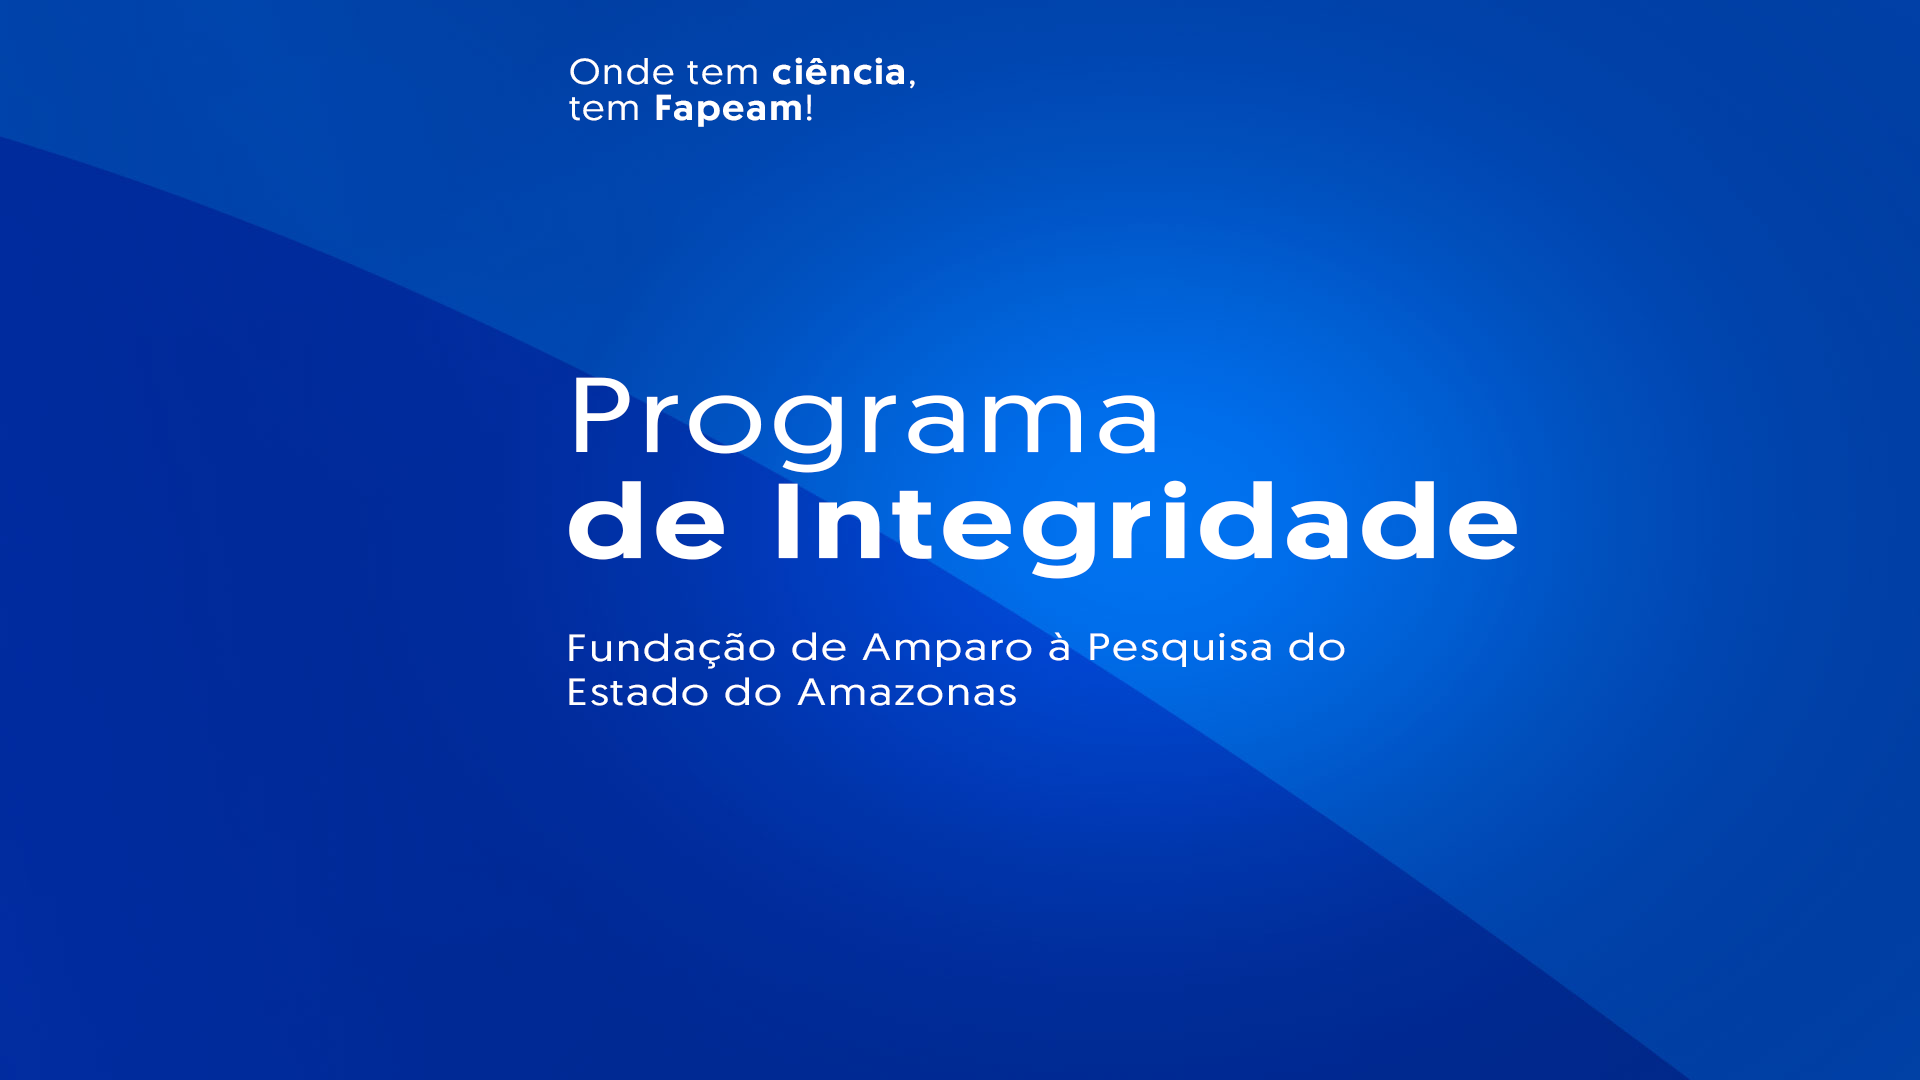 Onde tem ciência,
tem Fapeam!
Programa
de Integridade
Fundação de Amparo à Pesquisa do
Estado do Amazonas